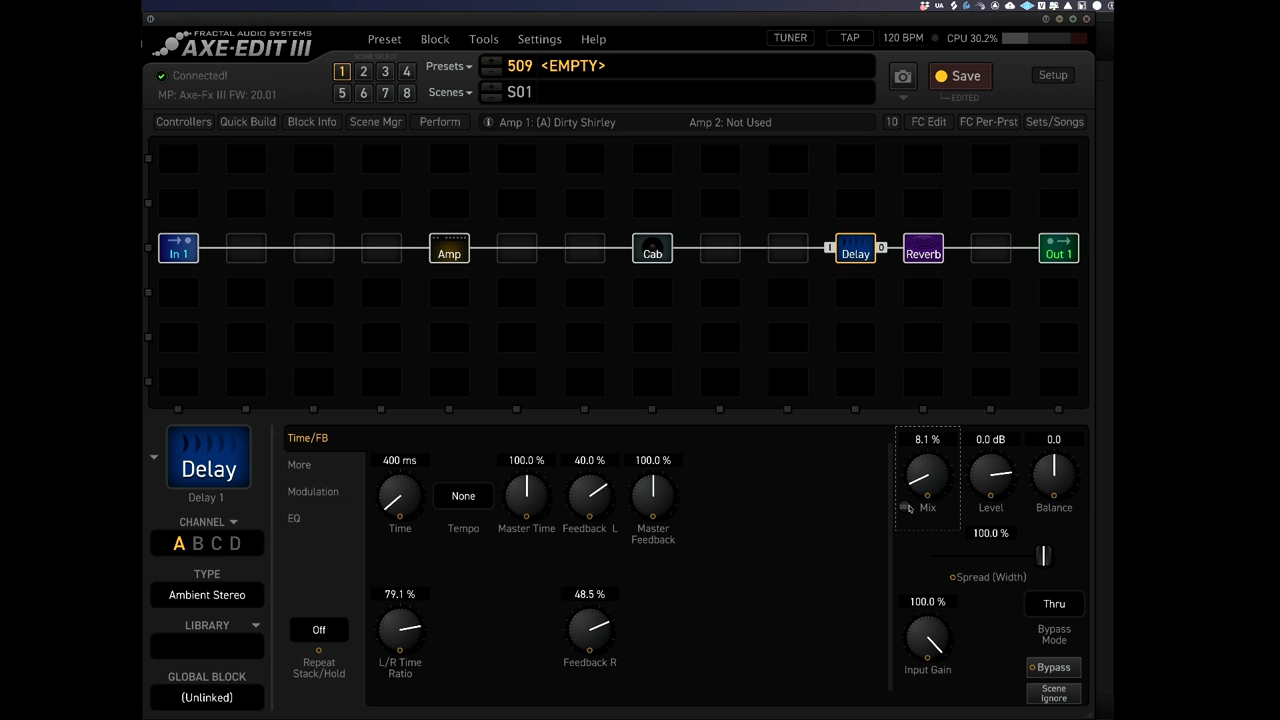 UA
FRACTAL AUDIO SYSTEMS
AXE-EDIT III
Preset Block Tools Settings Help
TUNER TAP 120 BPM CPU 30.2%
Connected!
MP: Axe-Fx III FW: 20.01
SCENE SELECT
1 2 3 4
5 6 7 8
Presets 509 <EMPTY>
Scenes S01
Save
EDITED
Setup
Controllers Quick Build Block Info Scene Mgr Perform
Amp 1: (A) Dirty Shirley Amp 2: Not Used
10 FC Edit FC Per-Prst Sets/Songs
In 1 Amp Cab I Delay O Reverb Out 1
Delay
Delay 1
CHANNEL
A B C D
TYPE
Ambient Stereo
LIBRARY
GLOBAL BLOCK
(Unlinked)
Time/FB
More
Modulation
EQ
Off
Repeat
Stack/Hold
400 ms 100.0 % 40.0 % 100.0 %
None
Time Tempo Master Time Feedback L Master
Feedback
79.1 % 48.5 %
L/R Time
Ratio
Feedback R
8.1 % 0.0 dB 0.0
Mix Level Balance
100.0 %
Spread (Width)
100.0 %
Input Gain
Thru
Bypass
Mode
Bypass
Scene
Ignore